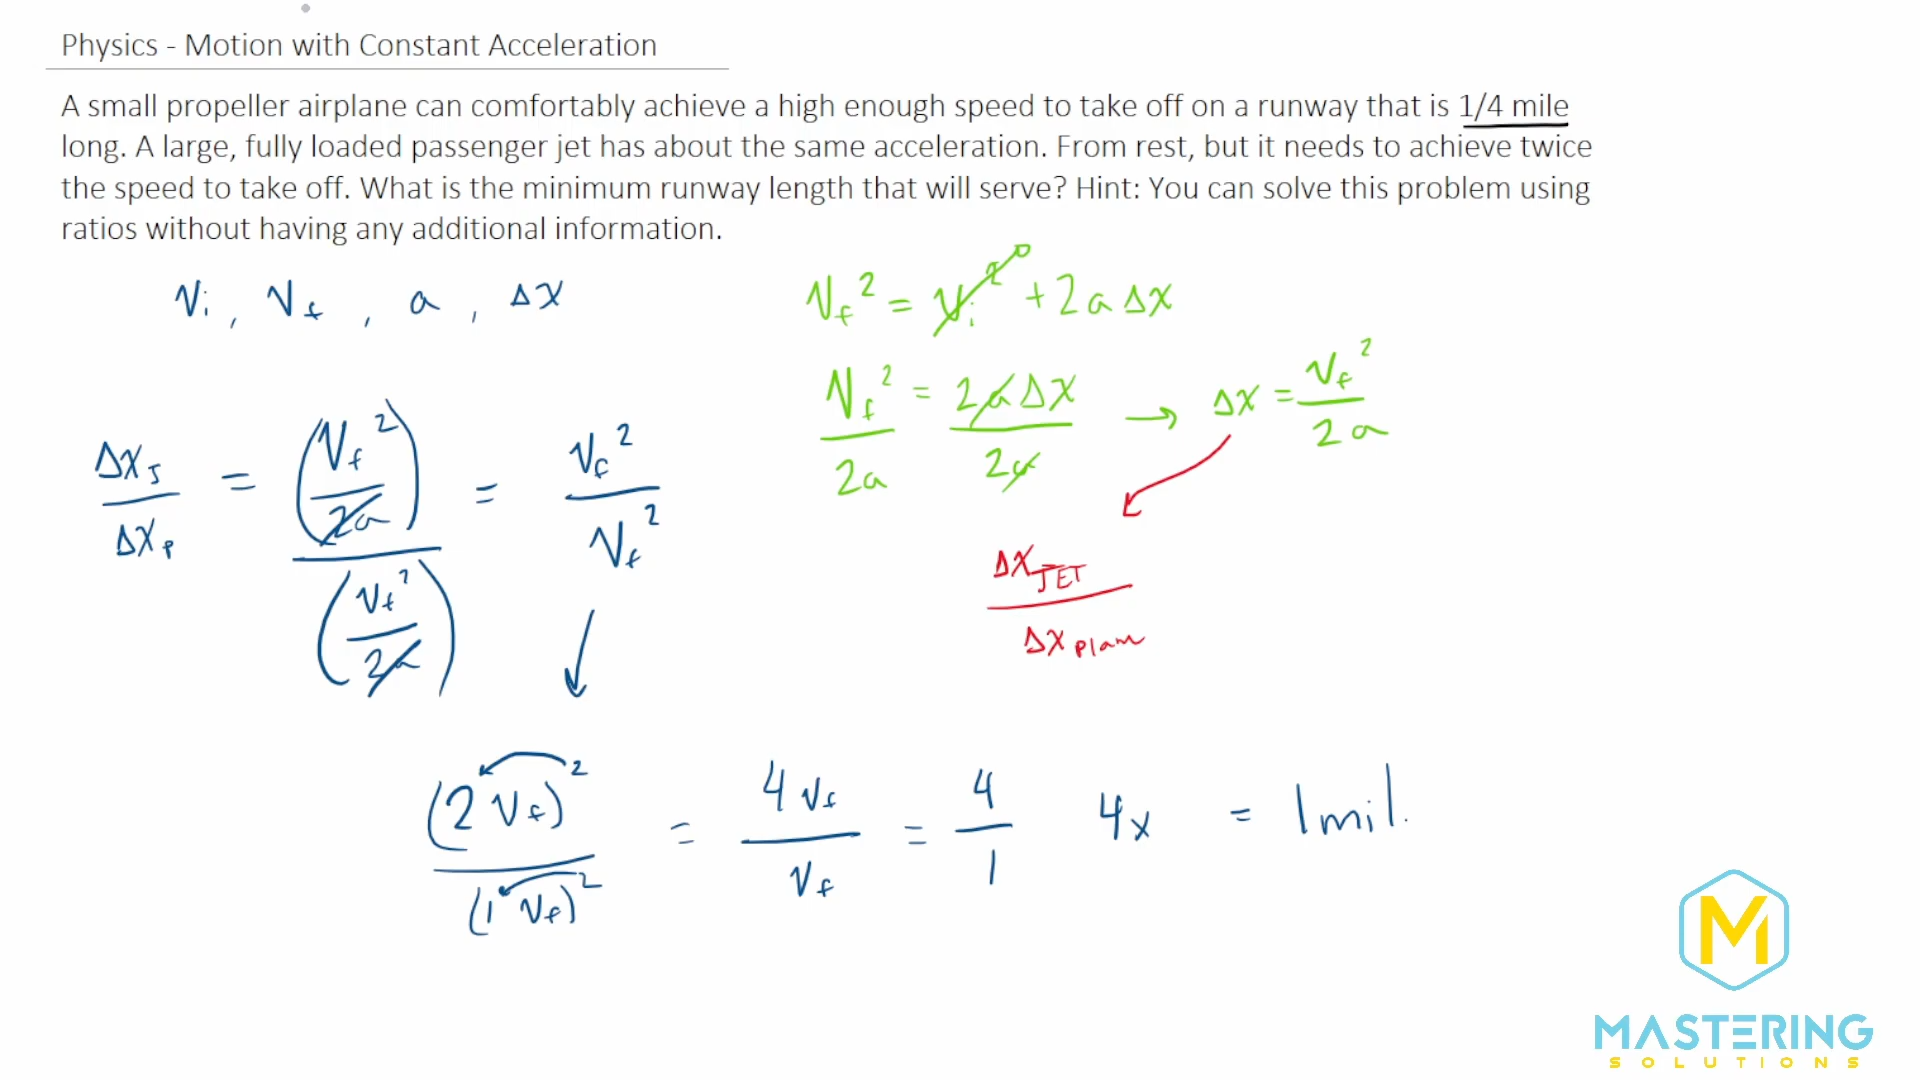 Physics - Motion with Constant Acceleration
A small propeller airplane can comfortably achieve a high enough speed to take off on a runway that is 1/4 mile
long. A large, fully loaded passenger jet has about the same acceleration. From rest, but it needs to achieve twice
the speed to take off. What is the minimum runway length that will serve? Hint: You can solve this problem using
ratios without having any additional information.
Vi , Vf , a , Δx
Vf² = Vi² 0 + 2aΔx
Vf²/2a = 2aΔx/2a → Δx = Vf²/2a
ΔxJ/ΔxP = (Vf²/2a)/(Vf²/2a) = Vf²/Vf²
ΔxJET/Δxplane
(2Vf)²/(1Vf)² = 4Vf/Vf = 4/1 4x = 1 mil.
MASTERING
SOLUTIONS